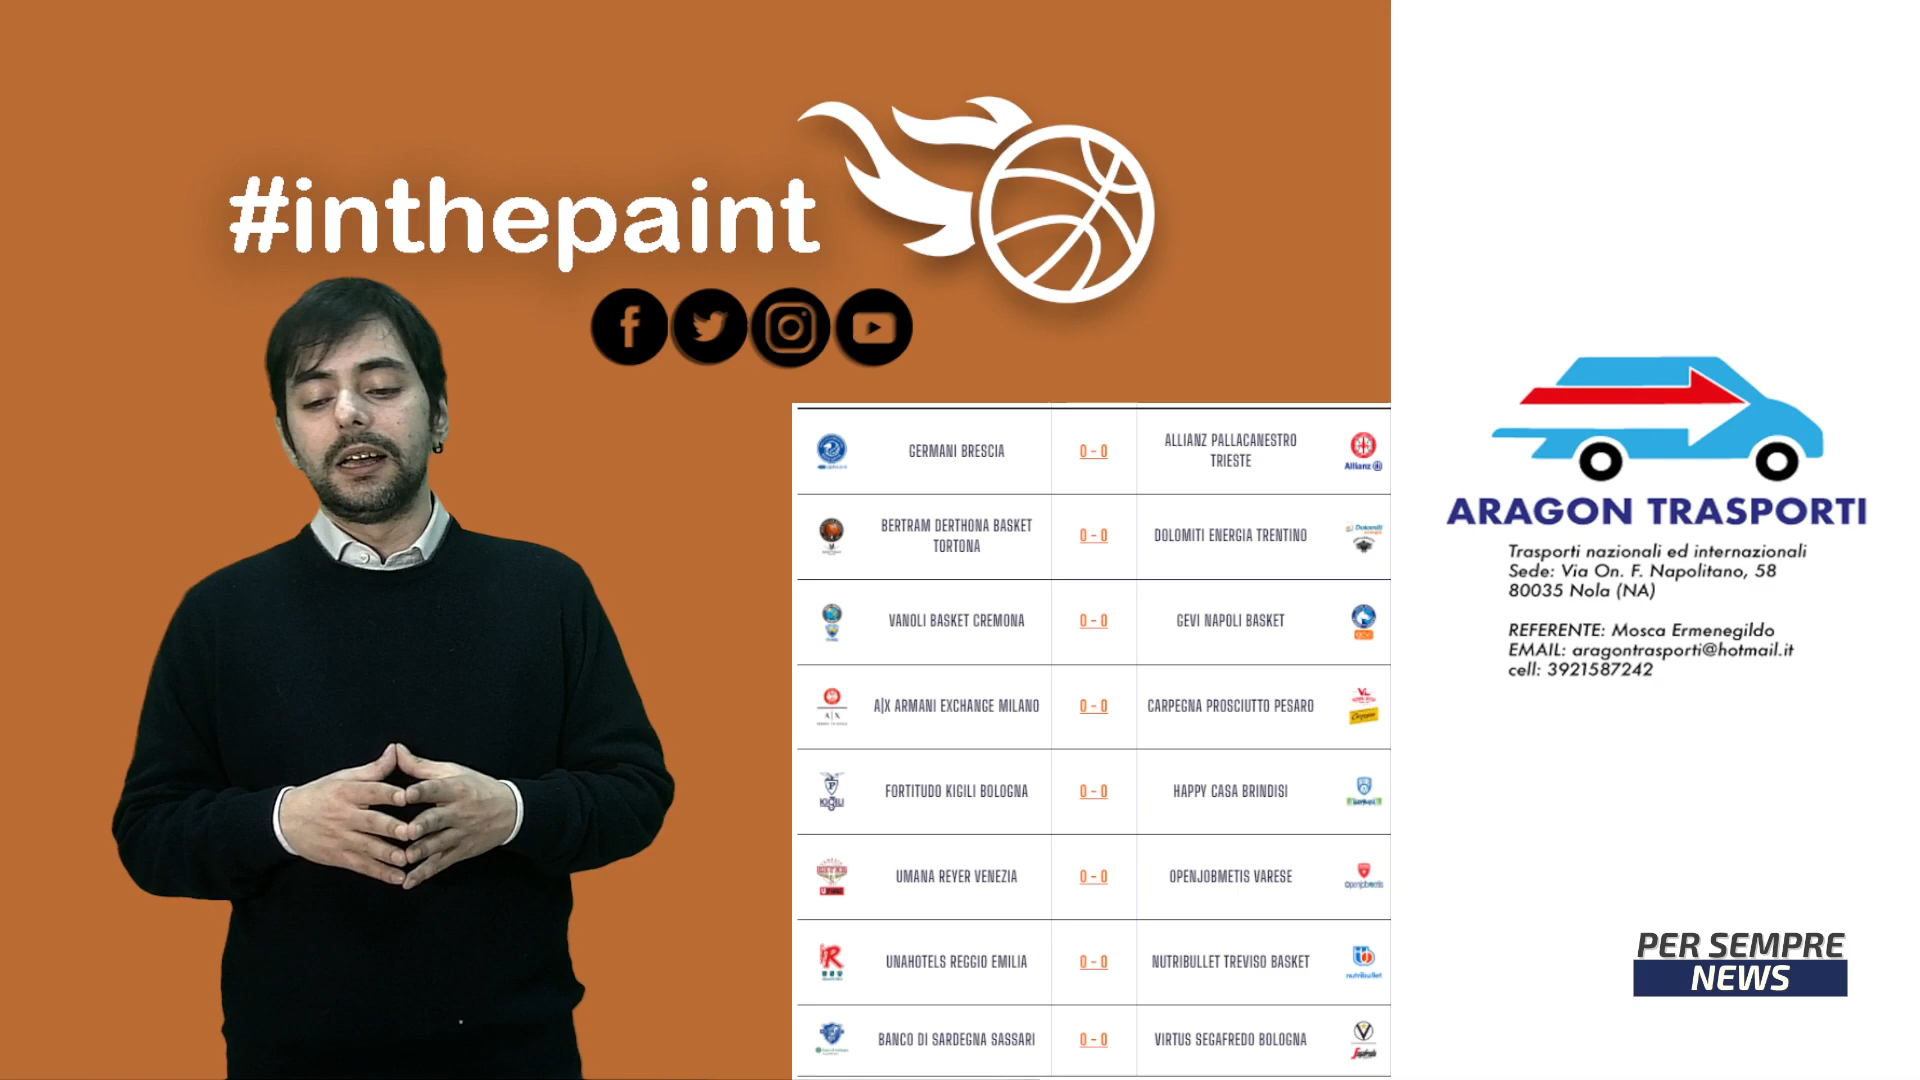 #inthepaint
GERMANI BRESCIA
0 - 0
ALLIANZ PALLACANESTRO
TRIESTE
Allianz
BERTRAM DERTHONA BASKET
TORTONA
0 - 0
DOLOMITI ENERGIA TRENTINO
VANOLI BASKET CREMONA
0 - 0
GEVI NAPOLI BASKET
A|X ARMANI EXCHANGE MILANO
0 - 0
CARPEGNA PROSCIUTTO PESARO
FORTITUDO KIGILI BOLOGNA
0 - 0
HAPPY CASA BRINDISI
UMANA REYER VENEZIA
0 - 0
OPENJOBMETIS VARESE
UNAHOTELS REGGIO EMILIA
0 - 0
NUTRIBULLET TREVISO BASKET
BANCO DI SARDEGNA SASSARI
0 - 0
VIRTUS SEGAFREDO BOLOGNA
ARAGON TRASPORTI
Trasporti nazionali ed internazionali
Sede: Via On. F. Napolitano, 58
80035 Nola (NA)
REFERENTE: Mosca Ermenegildo
EMAIL: aragontrasporti@hotmail.it
cell: 3921587242
PER SEMPRE
NEWS